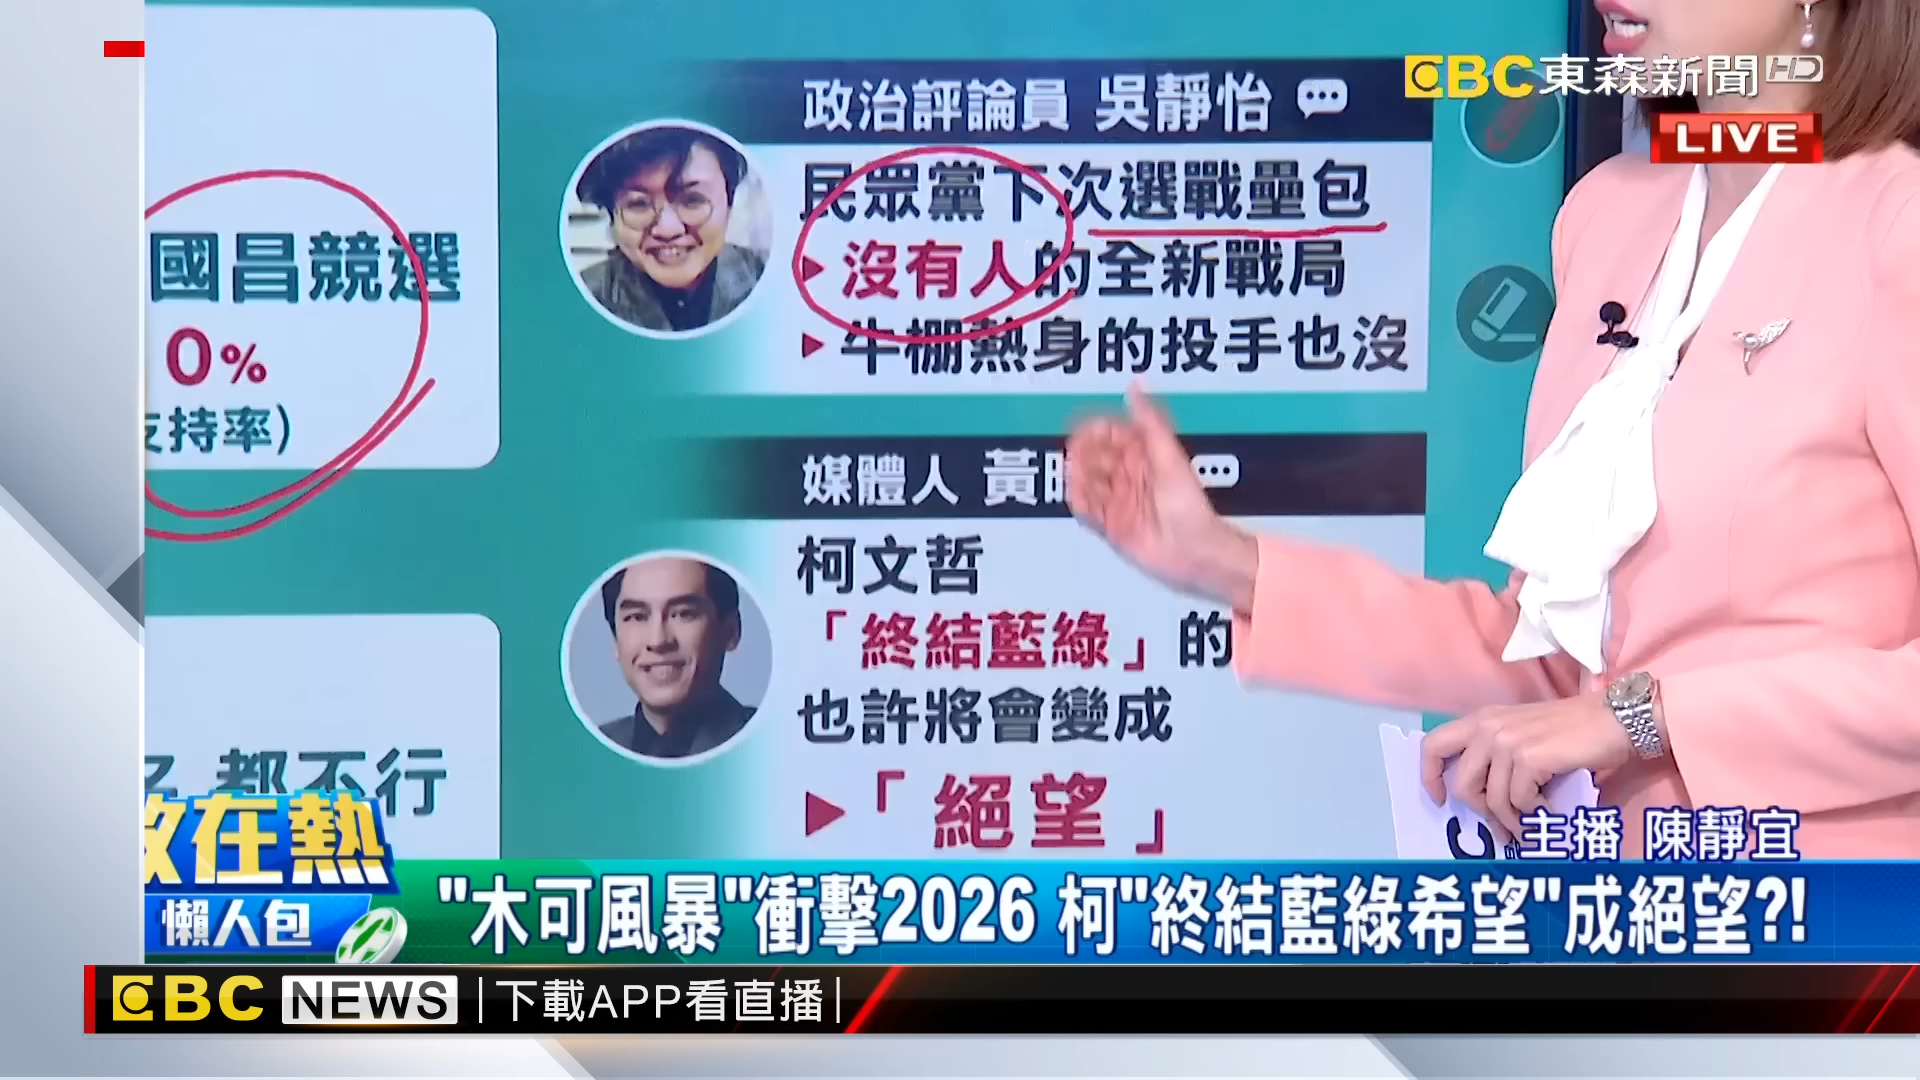 EBC東森新聞HD
LIVE
國昌競選
0%
支持率)
都不行
政治評論員 吳靜怡
民眾黨下次選戰壘包
▶沒有人的全新戰局
▶牛棚熱身的投手也沒
媒體人 黃
柯文哲
「終結藍綠」的
也許將會變成
▶「絕望」
主播 陳靜宜
在熱
懶人包
"木可風暴"衝擊2026 柯"終結藍綠希望"成絕望?!
EBC NEWS |下載APP看直播|